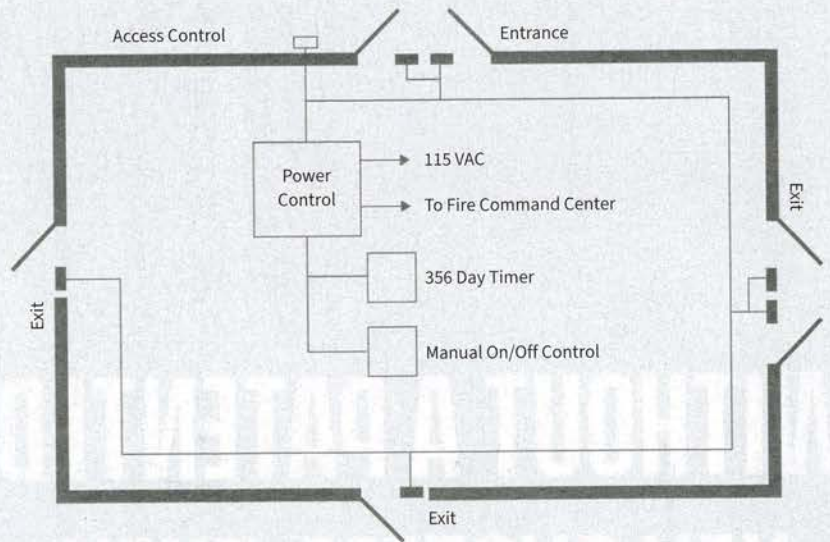 Access Control
Entrance
Power
Control
115 VAC
To Fire Command Center
Exit
356 Day Timer
Exit
Manual On/Off Control
Exit